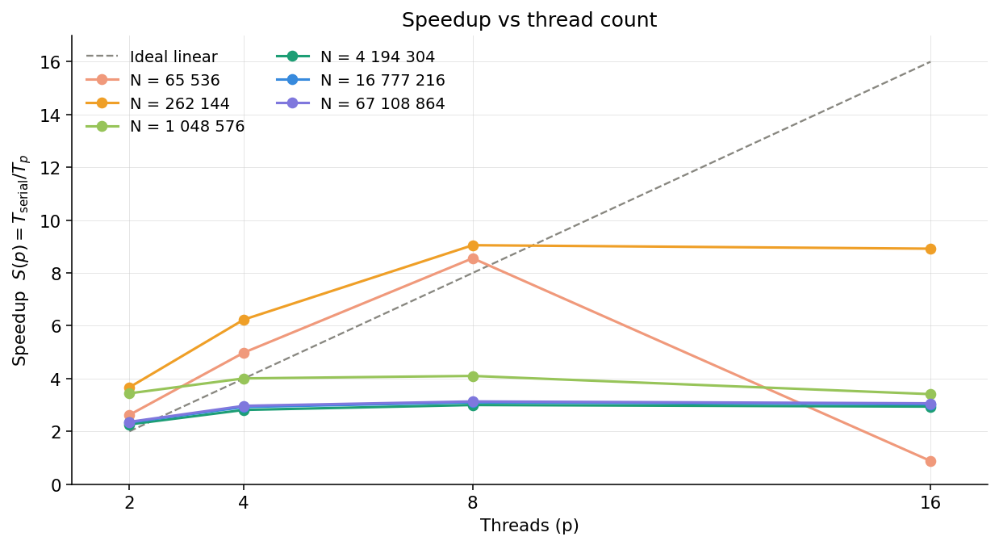 Speedup vs thread count
Ideal linear
N = 65 536
N = 262 144
N = 1 048 576
N = 4 194 304
N = 16 777 216
N = 67 108 864
Speedup S(p) = T_serial/T_p
16
14
12
10
8
6
4
2
0
2 4 8 16
Threads (p)